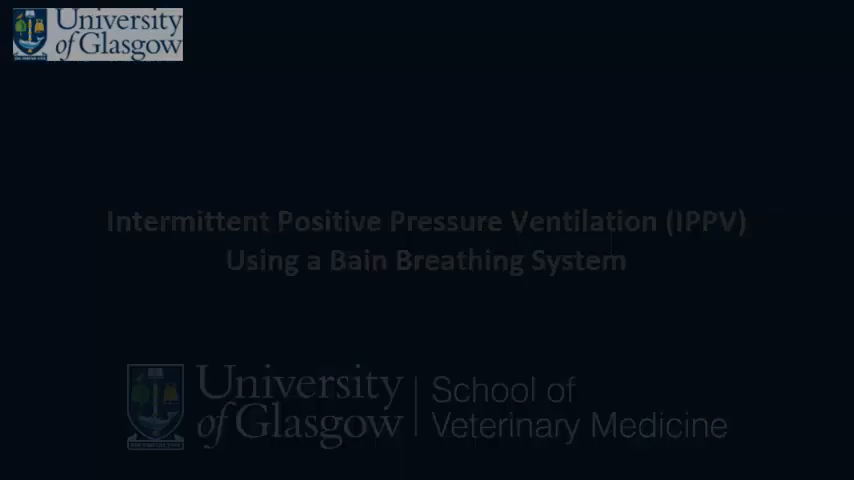 University
of Glasgow
Intermittent Positive Pressure Ventilation (IPPV)
Using a Bain Breathing System
University
of Glasgow
School of
Veterinary Medicine